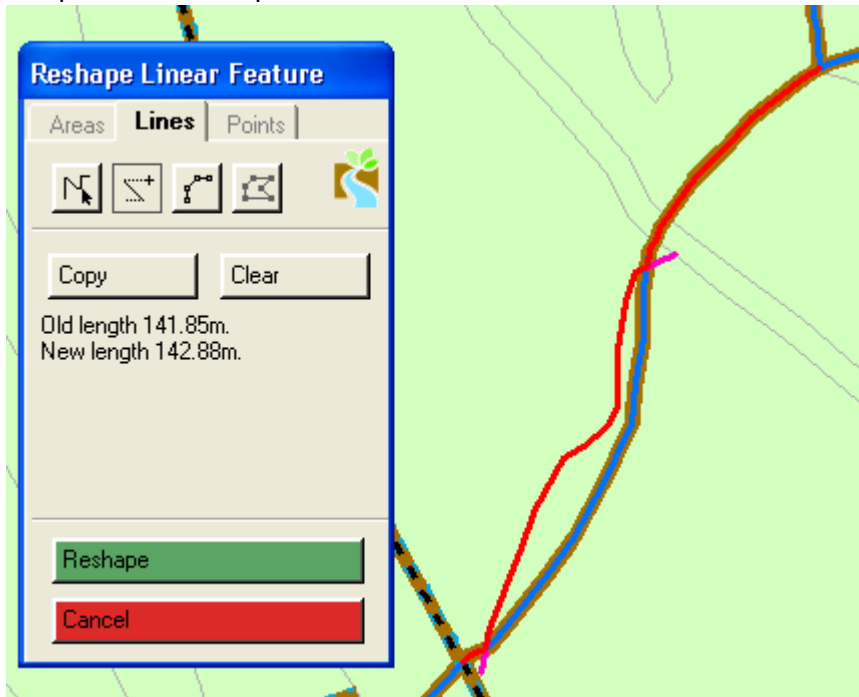 Reshape Linear Feature
Areas Lines Points
Copy Clear
Old length 141.85m.
New length 142.88m.
Reshape
Cancel